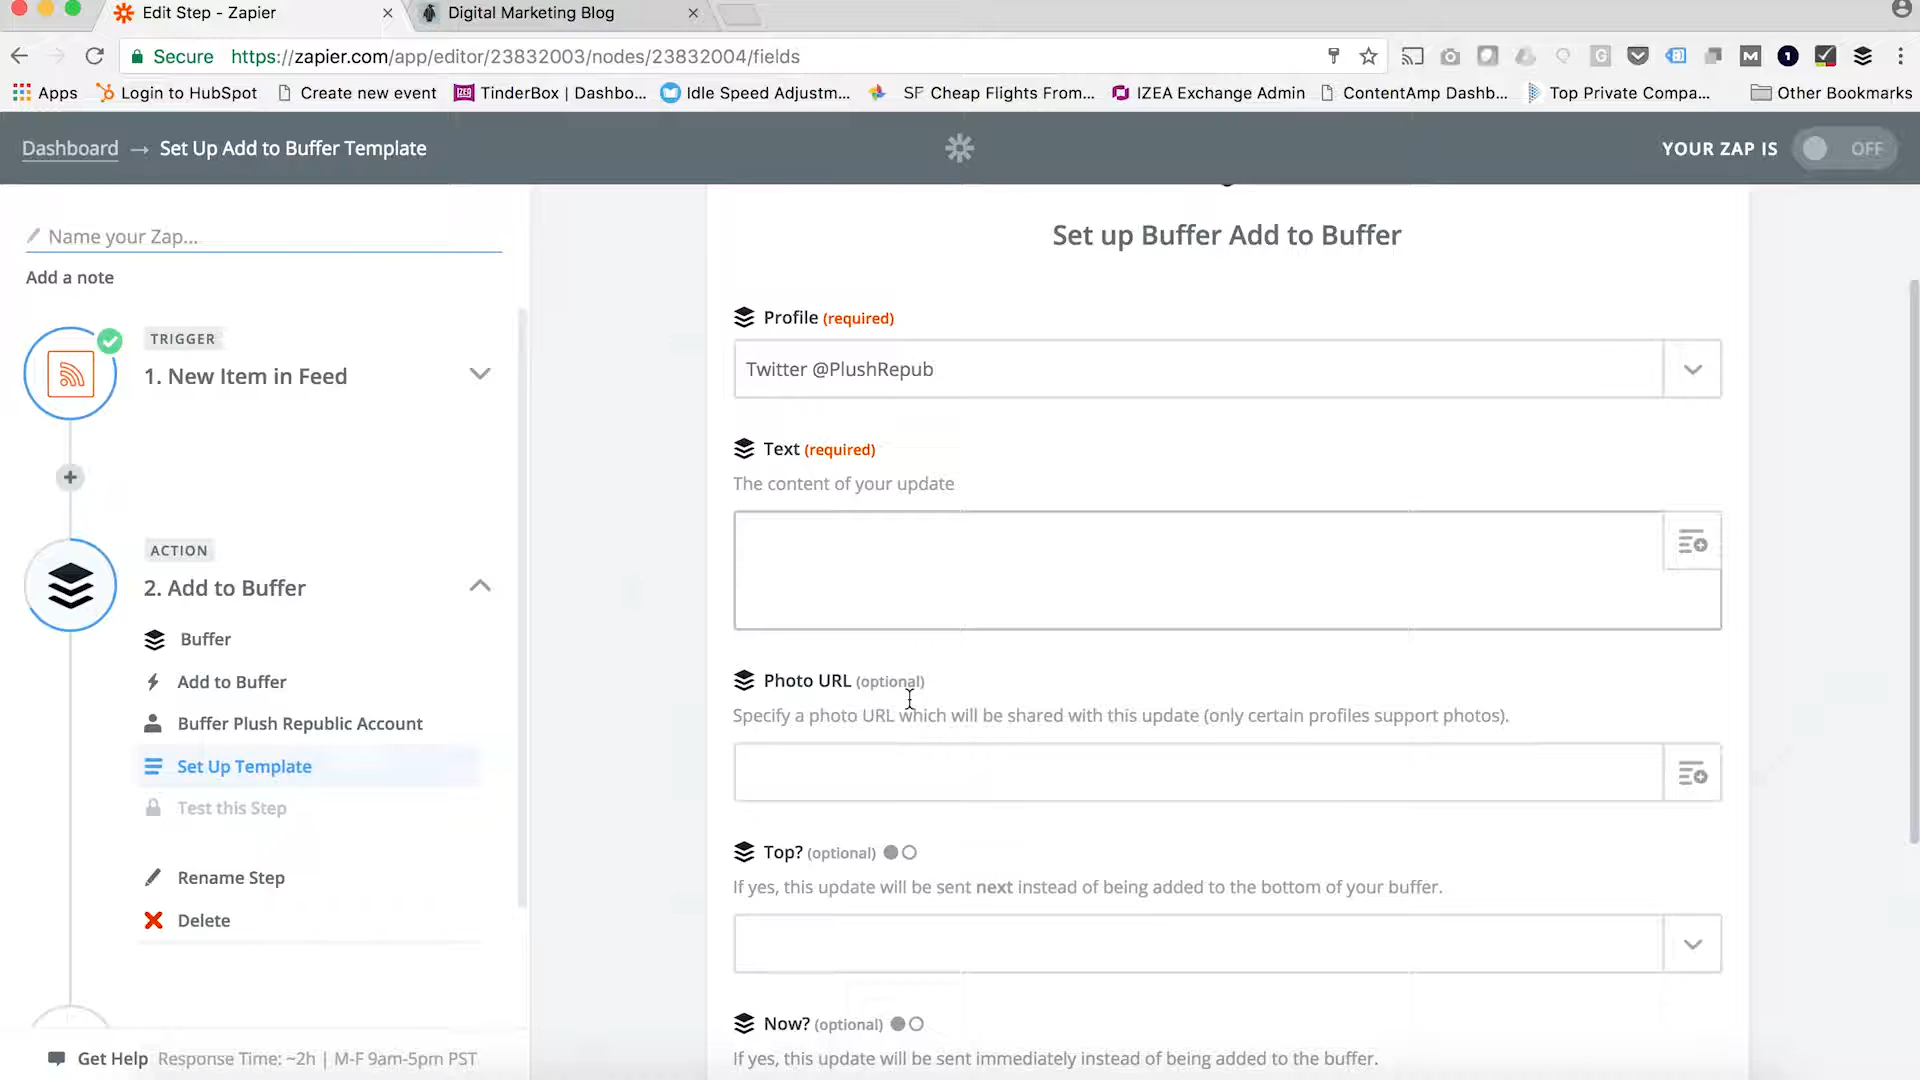 Edit Step - Zapier
Digital Marketing Blog
Secure https://zapier.com/app/editor/23832003/nodes/23832004/fields
Apps Login to HubSpot Create new event TinderBox | Dashbo... Idle Speed Adjustm... SF Cheap Flights From... IZEA Exchange Admin ContentAmp Dashb... Top Private Compa... Other Bookmarks
Dashboard → Set Up Add to Buffer Template
YOUR ZAP IS OFF
Name your Zap...
Add a note
TRIGGER
1. New Item in Feed
ACTION
2. Add to Buffer
Buffer
Add to Buffer
Buffer Plush Republic Account
Set Up Template
Test this Step
Rename Step
Delete
Get Help Response Time: ~2h | M-F 9am-5pm PST
Set up Buffer Add to Buffer
Profile (required)
Twitter @PlushRepub
Text (required)
The content of your update
Photo URL (optional)
Specify a photo URL which will be shared with this update (only certain profiles support photos).
Top? (optional)
If yes, this update will be sent next instead of being added to the bottom of your buffer.
Now? (optional)
If yes, this update will be sent immediately instead of being added to the buffer.